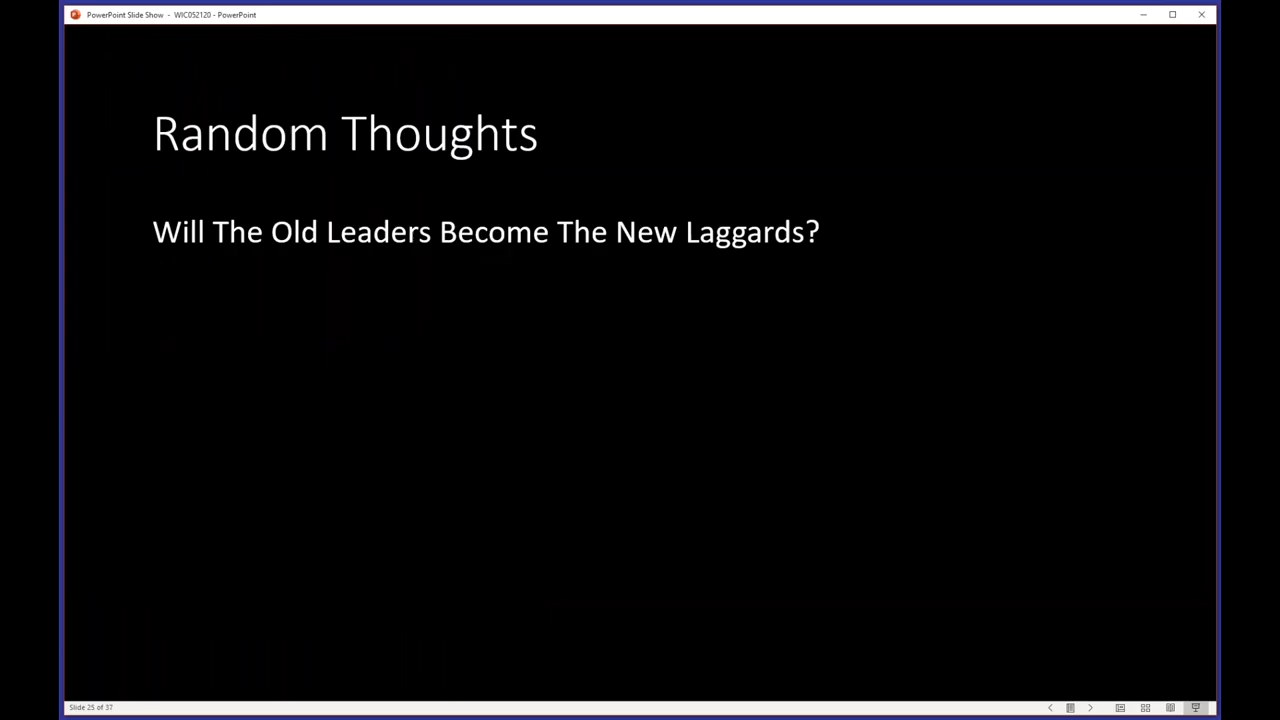 PowerPoint Slide Show - WIC052120 - PowerPoint
Random Thoughts
Will The Old Leaders Become The New Laggards?
Slide 25 of 37